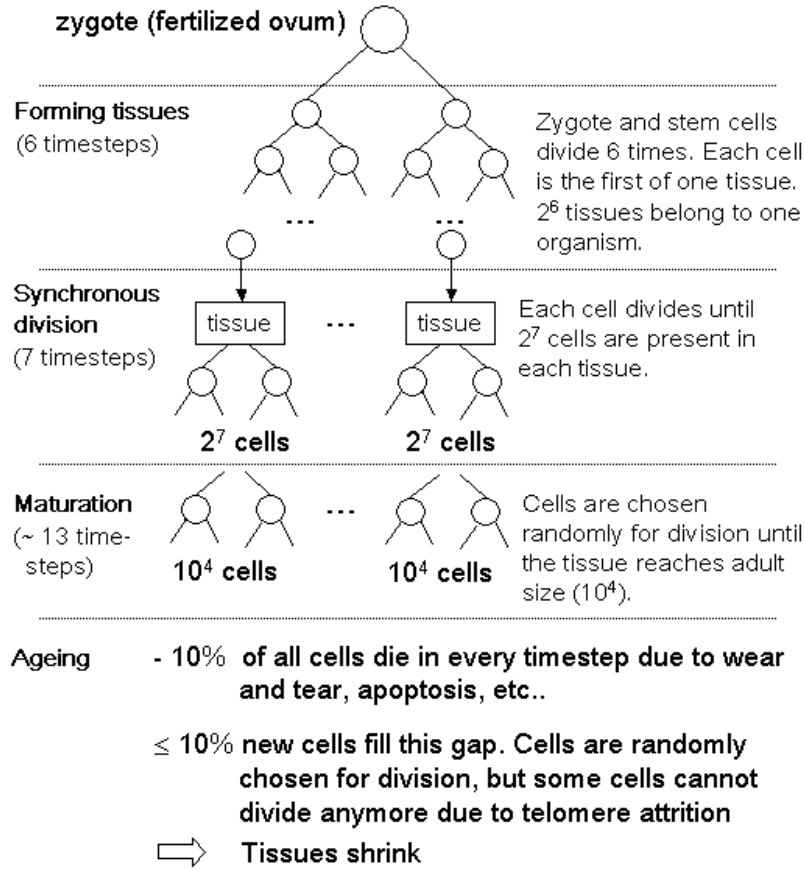 zygote (fertilized ovum)
Forming tissues
(6 timesteps)
Zygote and stem cells
divide 6 times. Each cell
is the first of one tissue.
2⁶ tissues belong to one
organism.
... ...
Synchronous
division
(7 timesteps)
tissue ... tissue
Each cell divides until
2⁷ cells are present in
each tissue.
2⁷ cells 2⁷ cells
Maturation
(~ 13 time-
steps)
...
10⁴ cells 10⁴ cells
Cells are chosen
randomly for division until
the tissue reaches adult
size (10⁴).
Ageing - 10% of all cells die in every timestep due to wear
and tear, apoptosis, etc..
≤ 10% new cells fill this gap. Cells are randomly
chosen for division, but some cells cannot
divide anymore due to telomere attrition
Tissues shrink